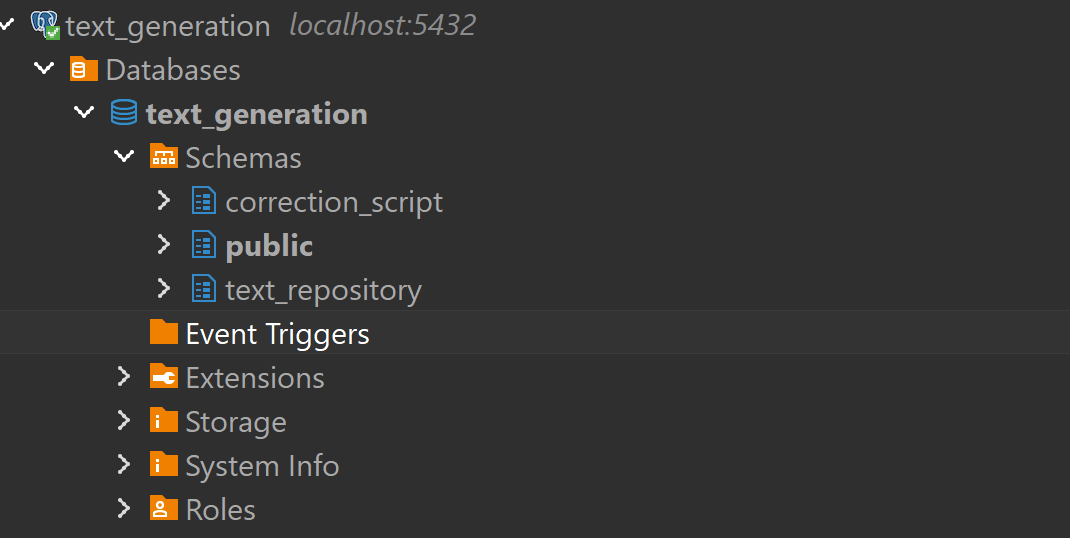 text_generation localhost:5432
Databases
text_generation
Schemas
correction_script
public
text_repository
Event Triggers
Extensions
Storage
System Info
Roles